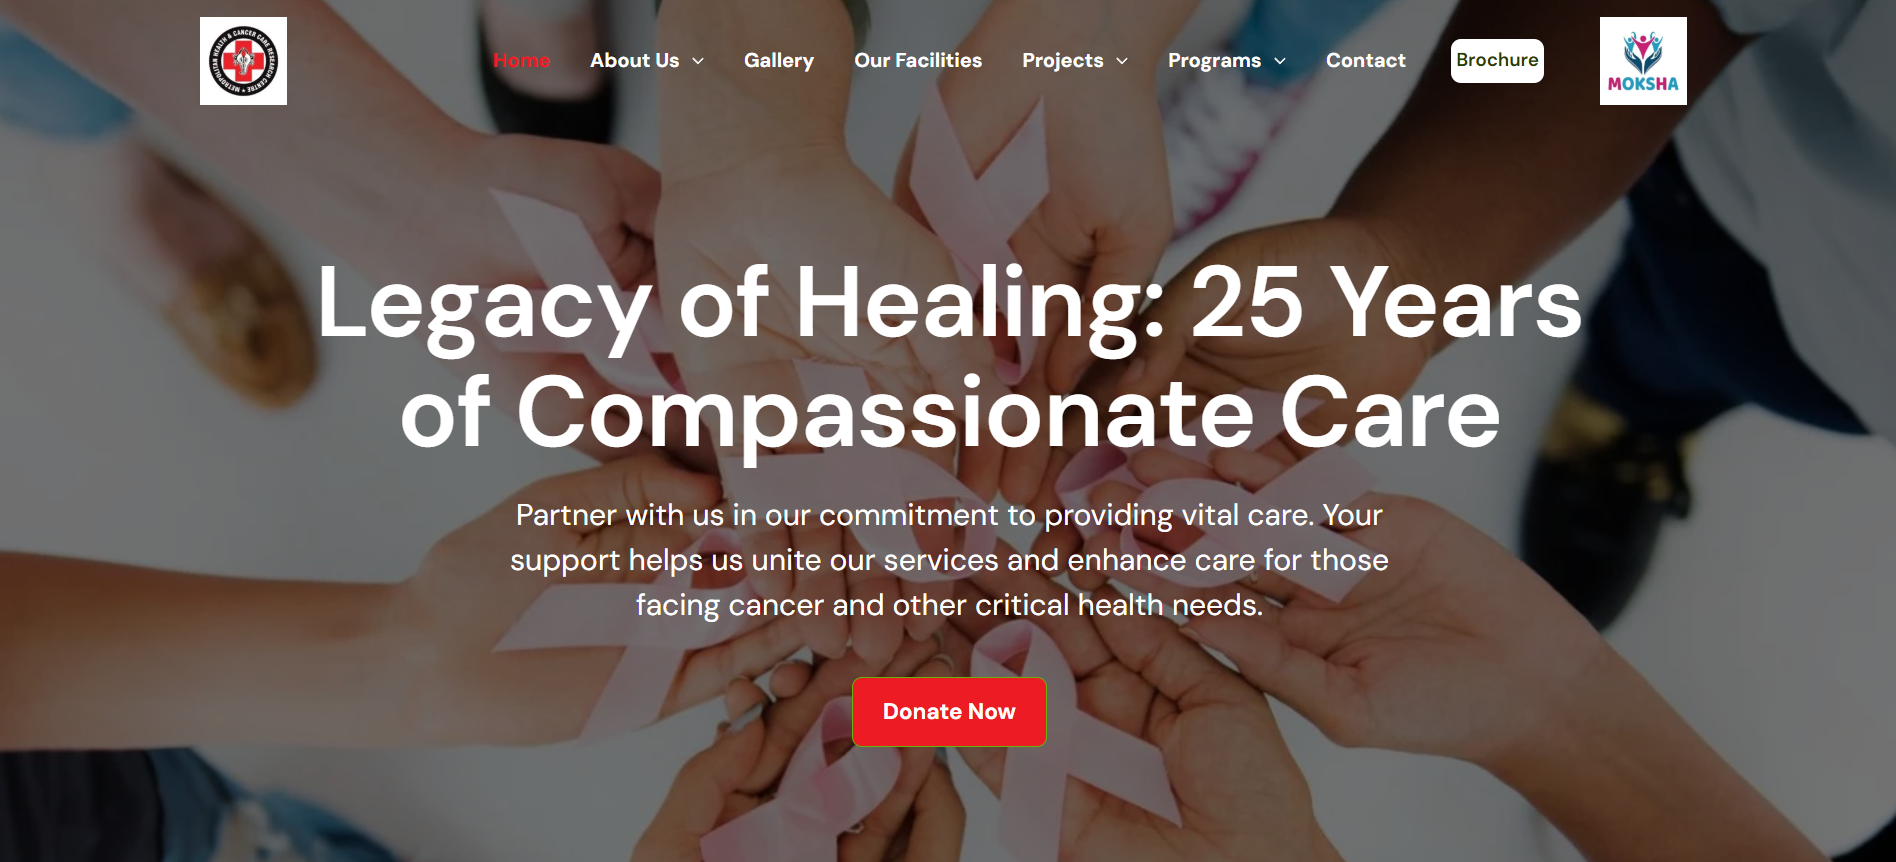 METROPOLITAN HEALTH & CANCER CARE RESEARCH CENTRE
Home
About Us
Gallery
Our Facilities
Projects
Programs
Contact
Brochure
MOKSHA
Legacy of Healing: 25 Years
of Compassionate Care
Partner with us in our commitment to providing vital care. Your
support helps us unite our services and enhance care for those
facing cancer and other critical health needs.
Donate Now